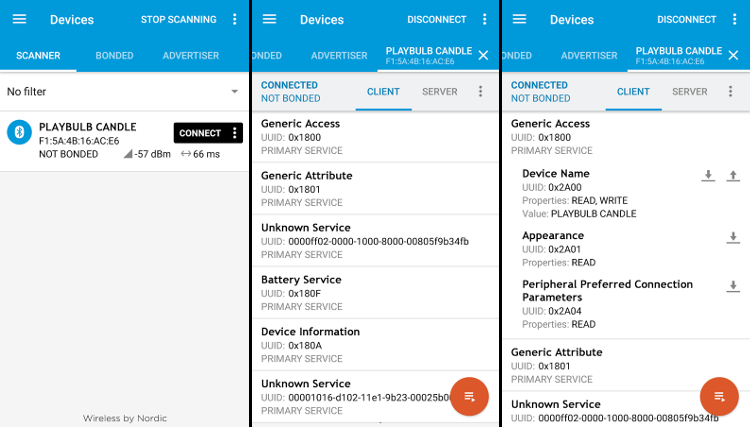 Devices
STOP SCANNING
SCANNER
BONDED
ADVERTISER
No filter
PLAYBULB CANDLE
F1:5A:4B:16:AC:E6
NOT BONDED
-57 dBm
66 ms
CONNECT
Wireless by Nordic
Devices
DISCONNECT
ONDED
ADVERTISER
PLAYBULB CANDLE
F1:5A:4B:16:AC:E6
CONNECTED
NOT BONDED
CLIENT
SERVER
Generic Access
UUID: 0x1800
PRIMARY SERVICE
Generic Attribute
UUID: 0x1801
PRIMARY SERVICE
Unknown Service
UUID: 0000ff02-0000-1000-8000-00805f9b34fb
PRIMARY SERVICE
Battery Service
UUID: 0x180F
PRIMARY SERVICE
Device Information
UUID: 0x180A
PRIMARY SERVICE
Unknown Service
UUID: 00001016-d102-11e1-9b23-00025b0
PRIMARY SERVICE
Devices
DISCONNECT
ONDED
ADVERTISER
PLAYBULB CANDLE
F1:5A:4B:16:AC:E6
CONNECTED
NOT BONDED
CLIENT
SERVER
Generic Access
UUID: 0x1800
PRIMARY SERVICE
Device Name
UUID: 0x2A00
Properties: READ, WRITE
Value: PLAYBULB CANDLE
Appearance
UUID: 0x2A01
Properties: READ
Peripheral Preferred Connection
Parameters
UUID: 0x2A04
Properties: READ
Generic Attribute
UUID: 0x1801
PRIMARY SERVICE
Unknown Service
UUID: 0000ff02-0000-1000-8000-00805f9b34fb